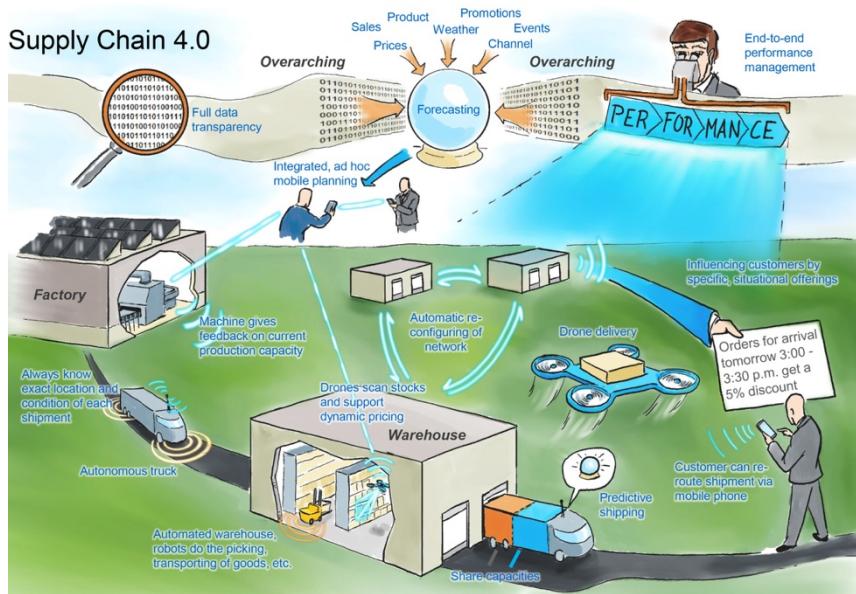 Supply Chain 4.0
Overarching
Sales
Product
Prices
Weather
Promotions
Events
Channel
Overarching
End-to-end
performance
management
Full data
transparency
Forecasting
PER FOR MAN CE
Integrated, ad hoc
mobile planning
Factory
Machine gives
feedback on current
production capacity
Automatic re-
configuring of
network
Influencing customers by
specific, situational offerings
Drone delivery
Orders for arrival
tomorrow 3:00 -
3:30 p.m. get a
5% discount
Always know
exact location and
condition of each
shipment
Autonomous truck
Drones scan stocks
and support
dynamic pricing
Warehouse
Automated warehouse,
robots do the picking,
transporting of goods, etc.
Predictive
shipping
Share capacities
Customer can re-
route shipment via
mobile phone